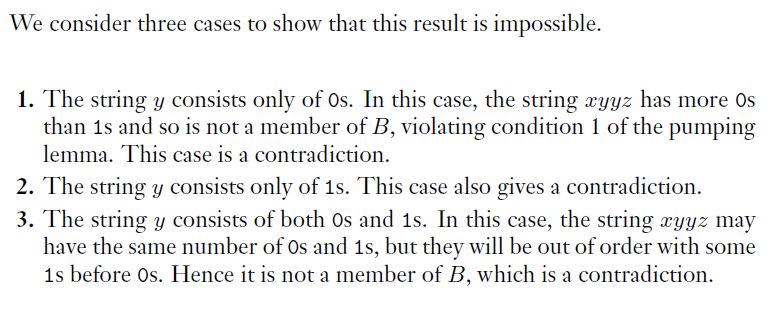 We consider three cases to show that this result is impossible.
1. The string y consists only of 0s. In this case, the string xyyz has more 0s
than 1s and so is not a member of B, violating condition 1 of the pumping
lemma. This case is a contradiction.
2. The string y consists only of 1s. This case also gives a contradiction.
3. The string y consists of both 0s and 1s. In this case, the string xyyz may
have the same number of 0s and 1s, but they will be out of order with some
1s before 0s. Hence it is not a member of B, which is a contradiction.